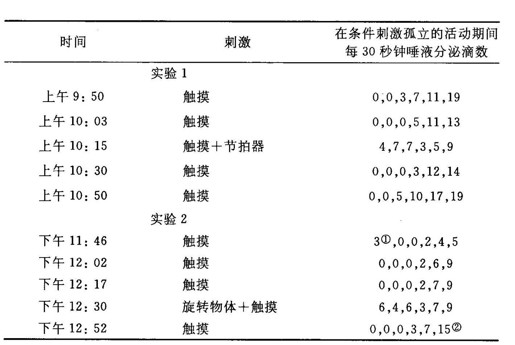 时间 刺激 在条件刺激孤立的活动期间
每30秒钟唾液分泌滴数
实验1
上午9：50 触摸 0,0,3,7,11,19
上午10：03 触摸 0,0,0,5,11,13
上午10：15 触摸＋节拍器 4,7,7,3,5,9
上午10：30 触摸 0,0,0,3,12,14
上午10：50 触摸 0,0,5,10,17,19
实验2
下午11：46 触摸 3①,0,0,2,4,5
下午12：02 触摸 0,0,0,2,6,9
下午12：17 触摸 0,0,0,2,7,9
下午12：30 旋转物体＋触摸 6,4,6,3,7,9
下午12：52 触摸 0,0,0,3,7,15②